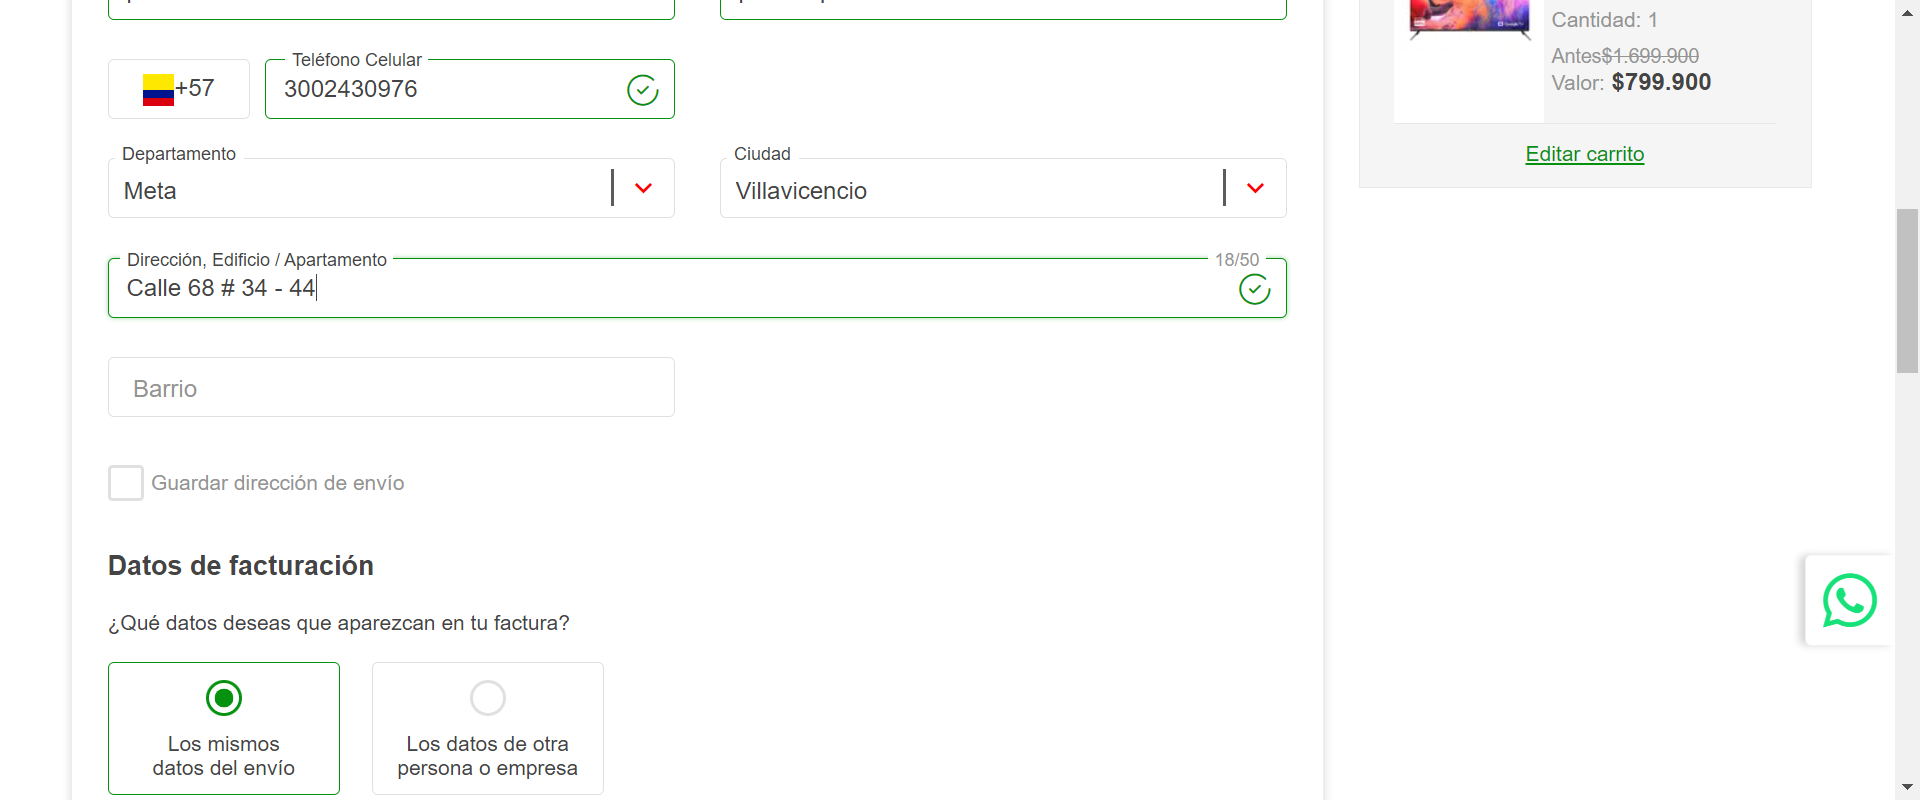 +57
Teléfono Celular
3002430976
Departamento
Meta
Ciudad
Villavicencio
Dirección, Edificio / Apartamento
18/50
Calle 68 # 34 - 44
Barrio
Guardar dirección de envío
Datos de facturación
¿Qué datos deseas que aparezcan en tu factura?
Los mismos
datos del envío
Los datos de otra
persona o empresa
Cantidad: 1
Antes$1.699.900
Valor: $799.900
Editar carrito